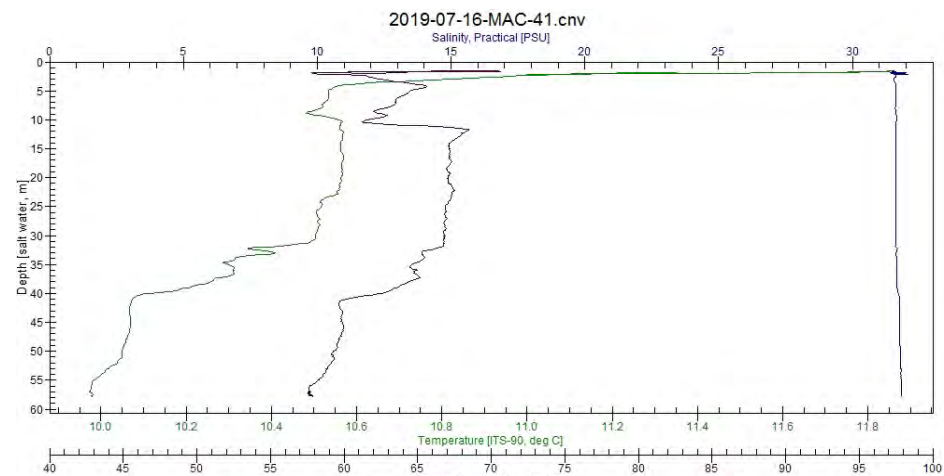 2019-07-16-MAC-41.cnv
Salinity, Practical [PSU]
0 5 10 15 20 25 30
Depth [salt water, m]
0
5
10
15
20
25
30
35
40
45
50
55
60
10.0 10.2 10.4 10.6 10.8 11.0 11.2 11.4 11.6 11.8
Temperature [ITS-90, deg C]
40 45 50 55 60 65 70 75 80 85 90 95 100